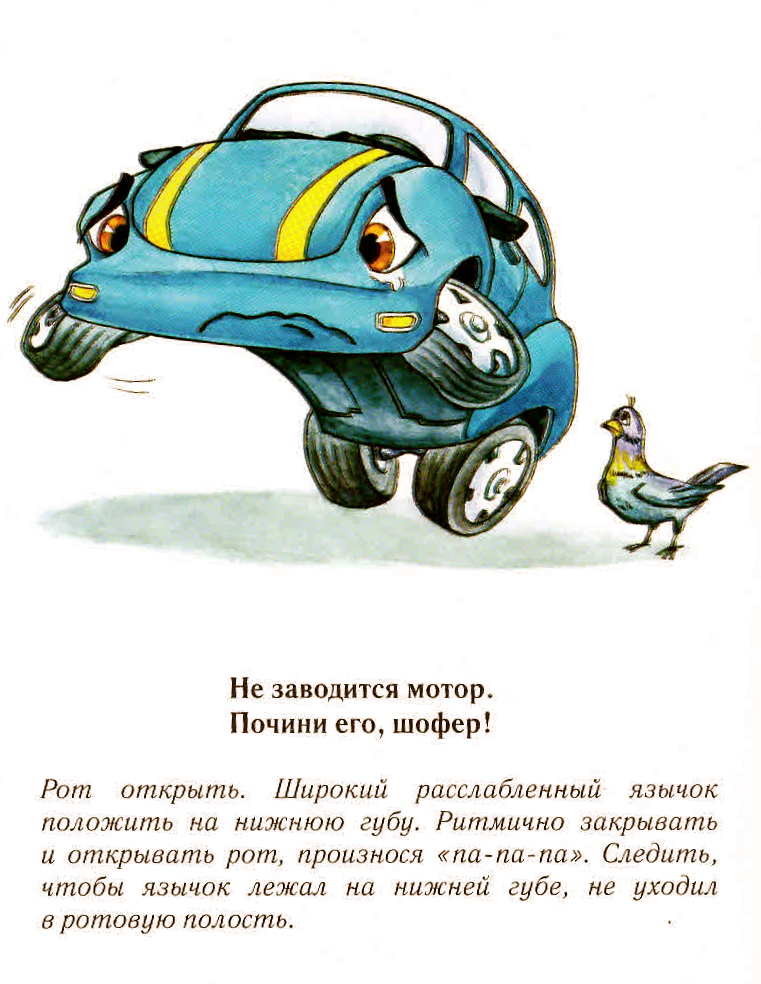 Не заводится мотор.
Почини его, шофер!
Рот открыть. Широкий расслабленный язычок
положить на нижнюю губу. Ритмично закрывать
и открывать рот, произнося «па-па-па». Следить,
чтобы язычок лежал на нижней губе, не уходил
в ротовую полость.